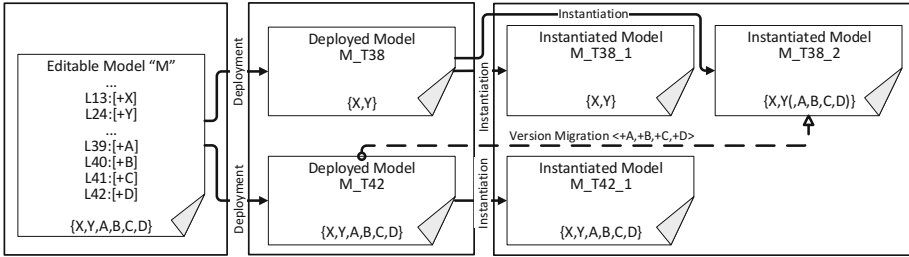 Editable Model “M”
...
L13:[+X]
L24:[+Y]
...
L39:[+A]
L40:[+B]
L41:[+C]
L42:[+D]
{X,Y,A,B,C,D}
Deployment
Deployment
Deployed Model
M_T38
{X,Y}
Deployed Model
M_T42
{X,Y,A,B,C,D}
Instantiation
Instantiation
Instantiation
Instantiated Model
M_T38_1
{X,Y}
Instantiated Model
M_T38_2
{X,Y(,A,B,C,D)}
Version Migration <+A,+B,+C,+D>
Instantiated Model
M_T42_1
{X,Y,A,B,C,D}